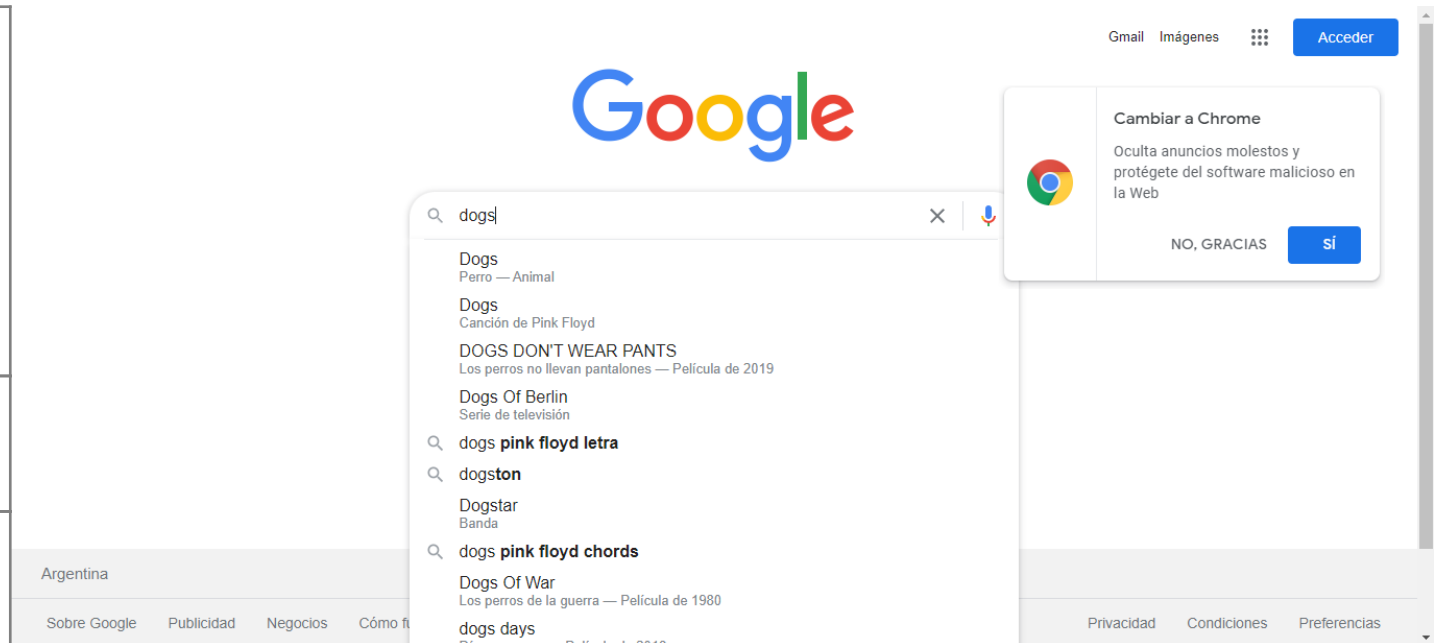 Gmail Imágenes Acceder
Google
Cambiar a Chrome
Oculta anuncios molestos y
protégete del software malicioso en
la Web
NO, GRACIAS SÍ
dogs
Dogs
Perro — Animal
Dogs
Canción de Pink Floyd
DOGS DON'T WEAR PANTS
Los perros no llevan pantalones — Película de 2019
Dogs Of Berlin
Serie de televisión
dogs pink floyd letra
dogston
Dogstar
Banda
dogs pink floyd chords
Dogs Of War
Los perros de la guerra — Película de 1980
dogs days
Argentina
Sobre Google Publicidad Negocios Cómo Privacidad Condiciones Preferencias